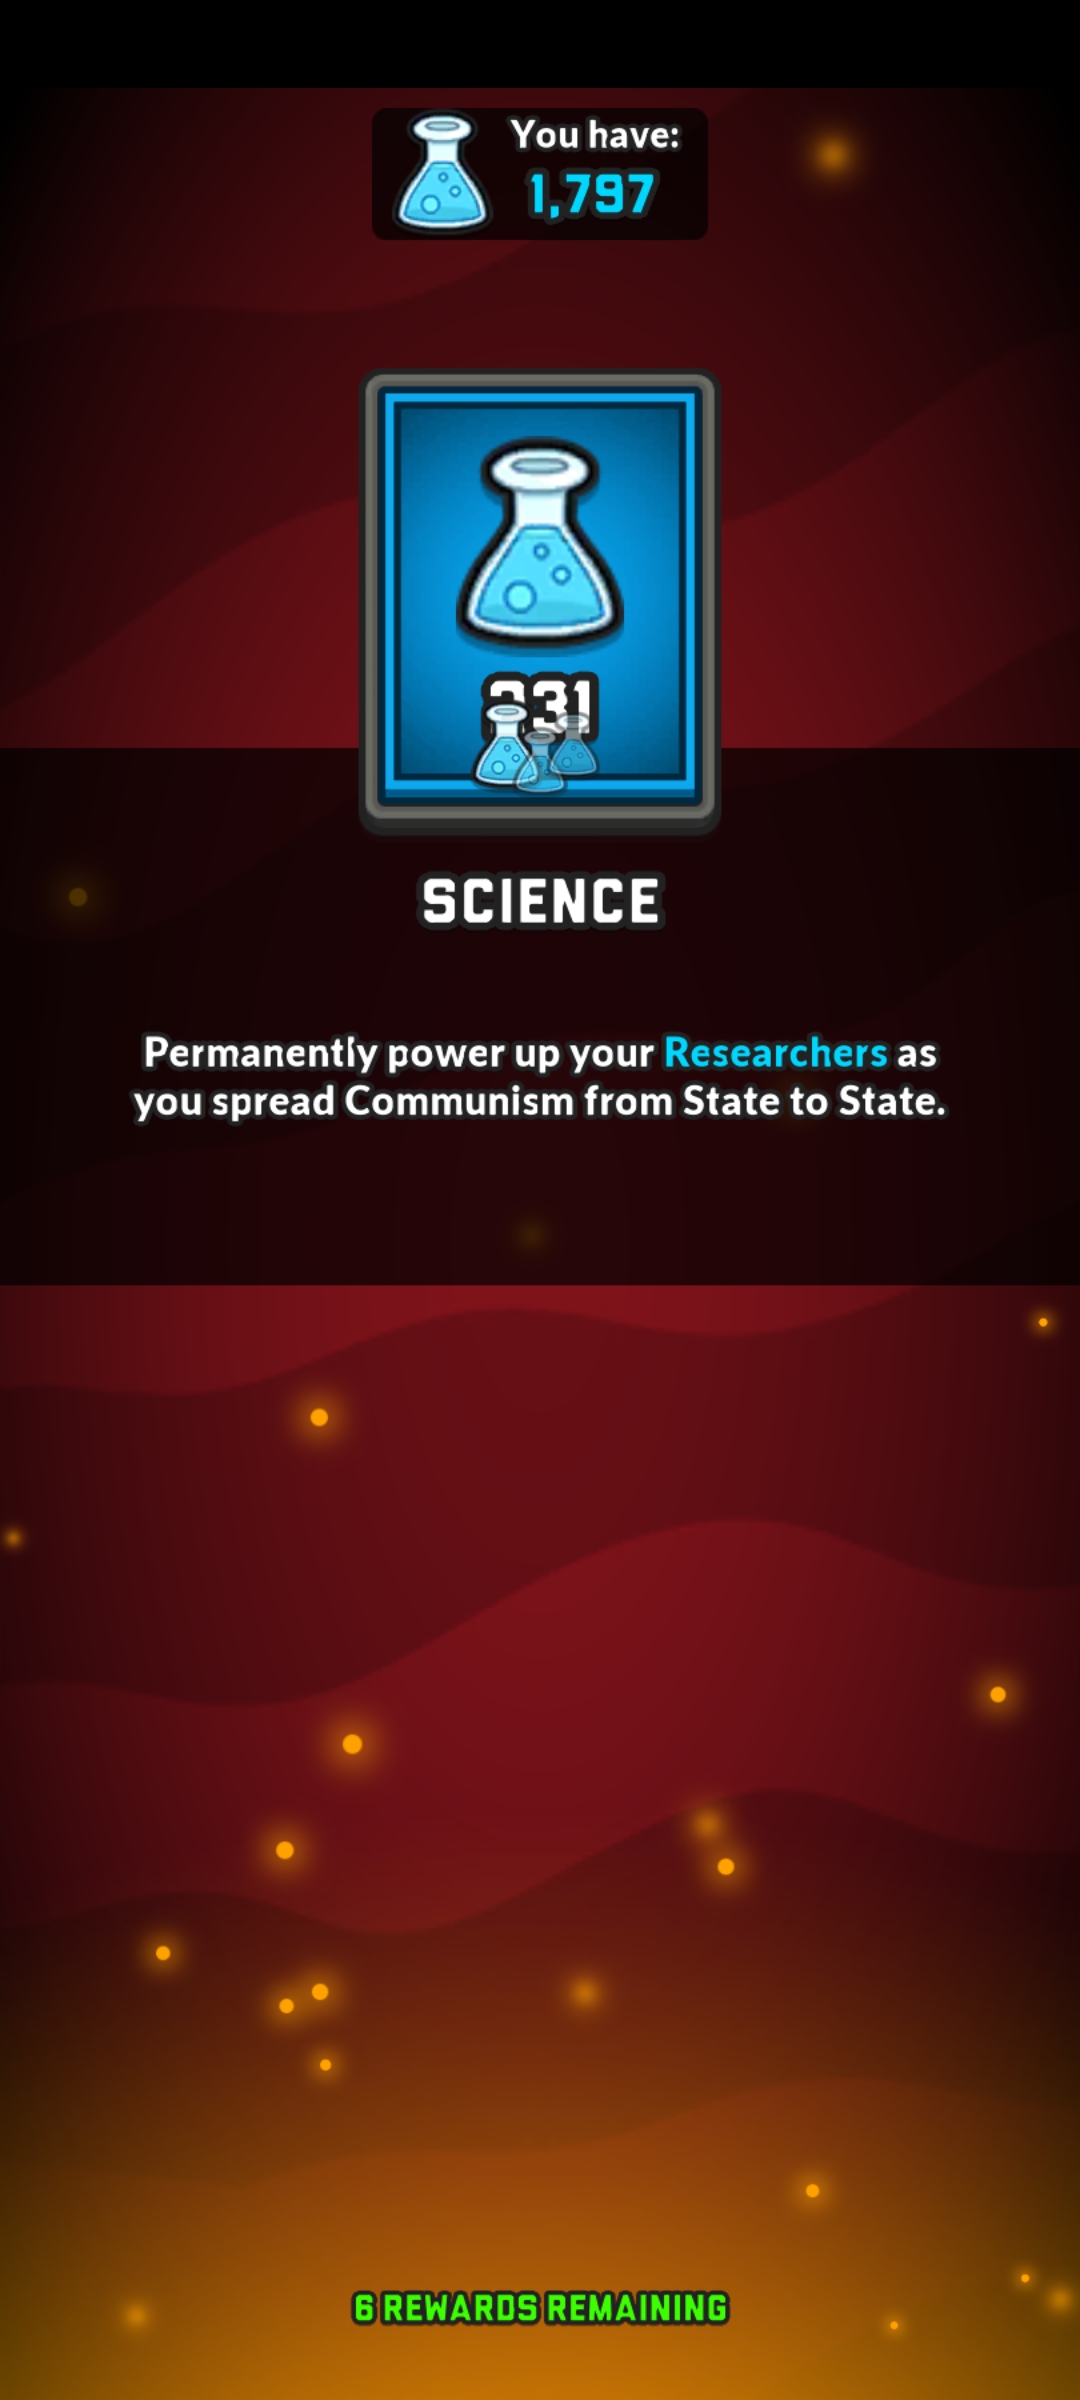 You have:
1,797
SCIENCE
Permanently power up your Researchers as
you spread Communism from State to State.
6 REWARDS REMAINING